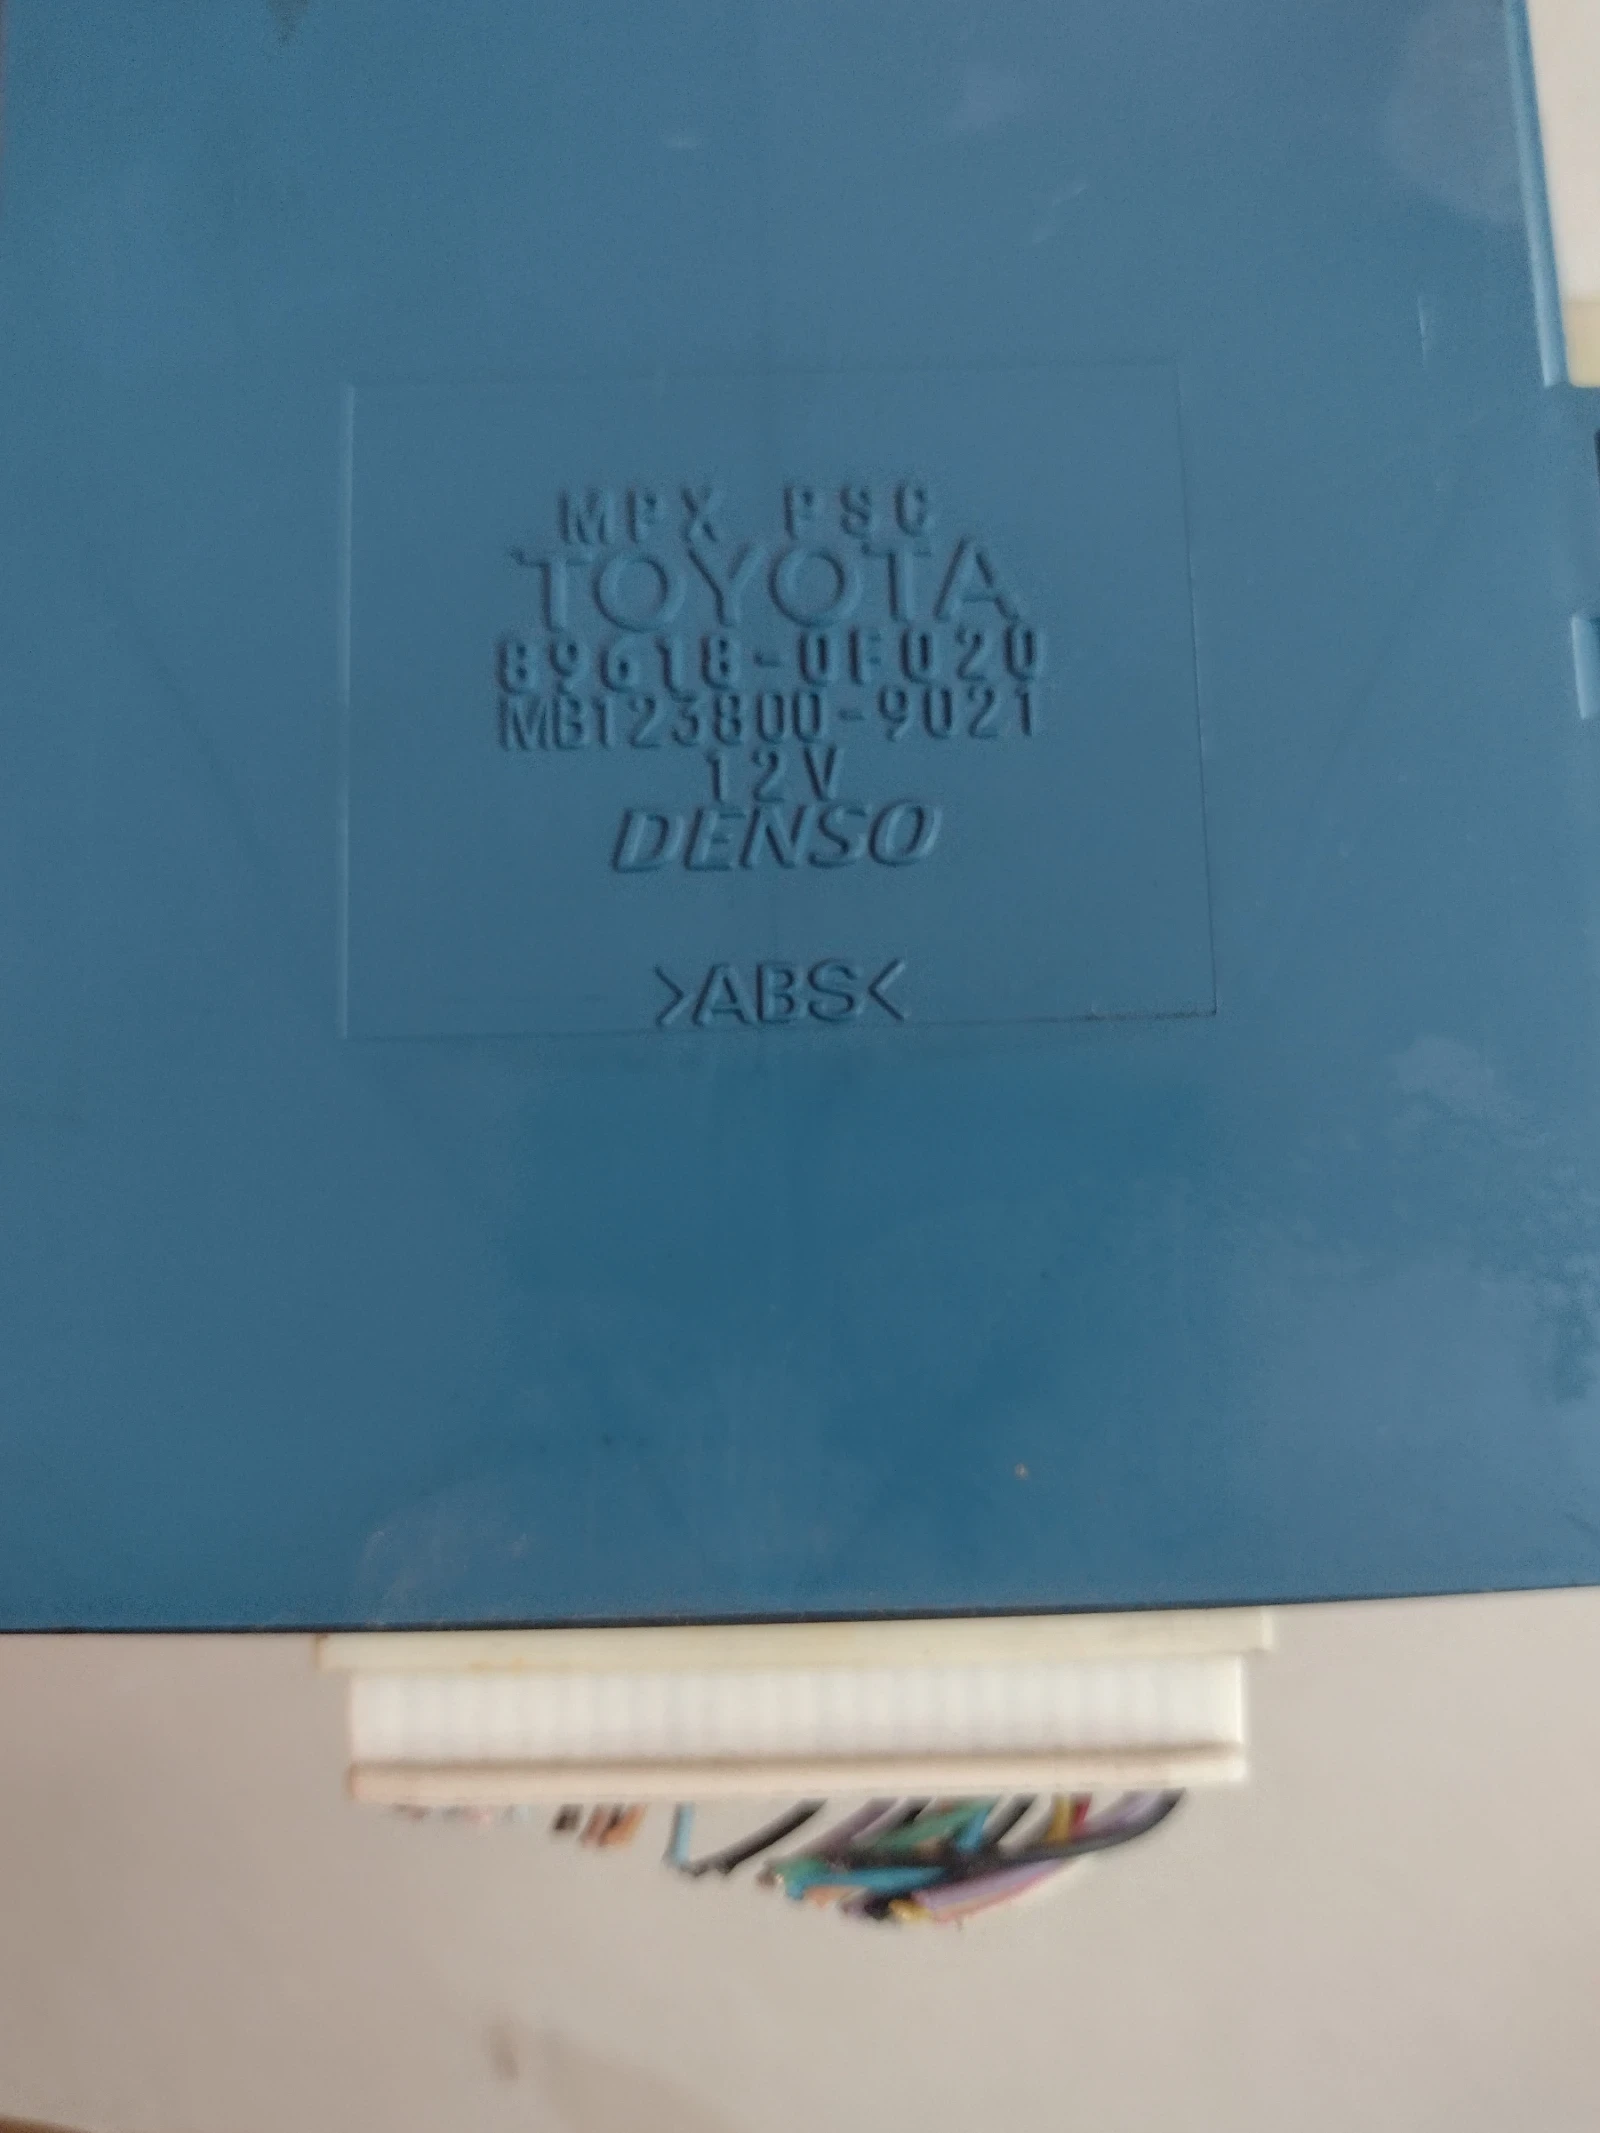 MPX PSC
TOYOTA
89618-0F020
MB123800-9021
12V
DENSO
>ABS<